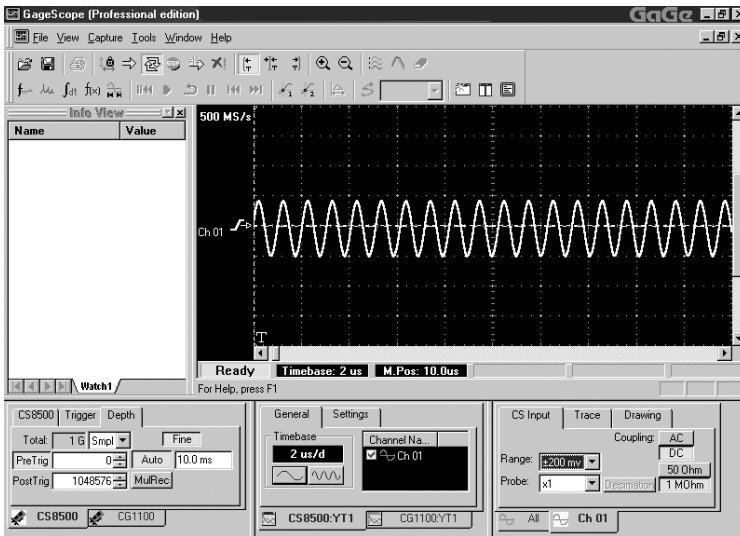 GageScope (Professional edition) GaGe
File View Capture Tools Window Help
f(x)
Info View
Name Value
500 MS/s
Ch 01
T
Ready Timebase: 2 us M.Pos: 10.0us
Watch1
For Help, press F1
CS8500 Trigger Depth
Total: 1 G Smpl Fine
PreTrig 0 Auto 10.0 ms
PostTrig 1048576 MulRec
CS8500 CG1100
General Settings
Timebase
2 us/d
Channel Na...
Ch 01
CS8500:YT1 CG1100:YT1
CS Input Trace Drawing
Coupling: AC
DC
Range: ±200 mv
50 Ohm
Probe: x1 Decimation 1 MOhm
All Ch 01